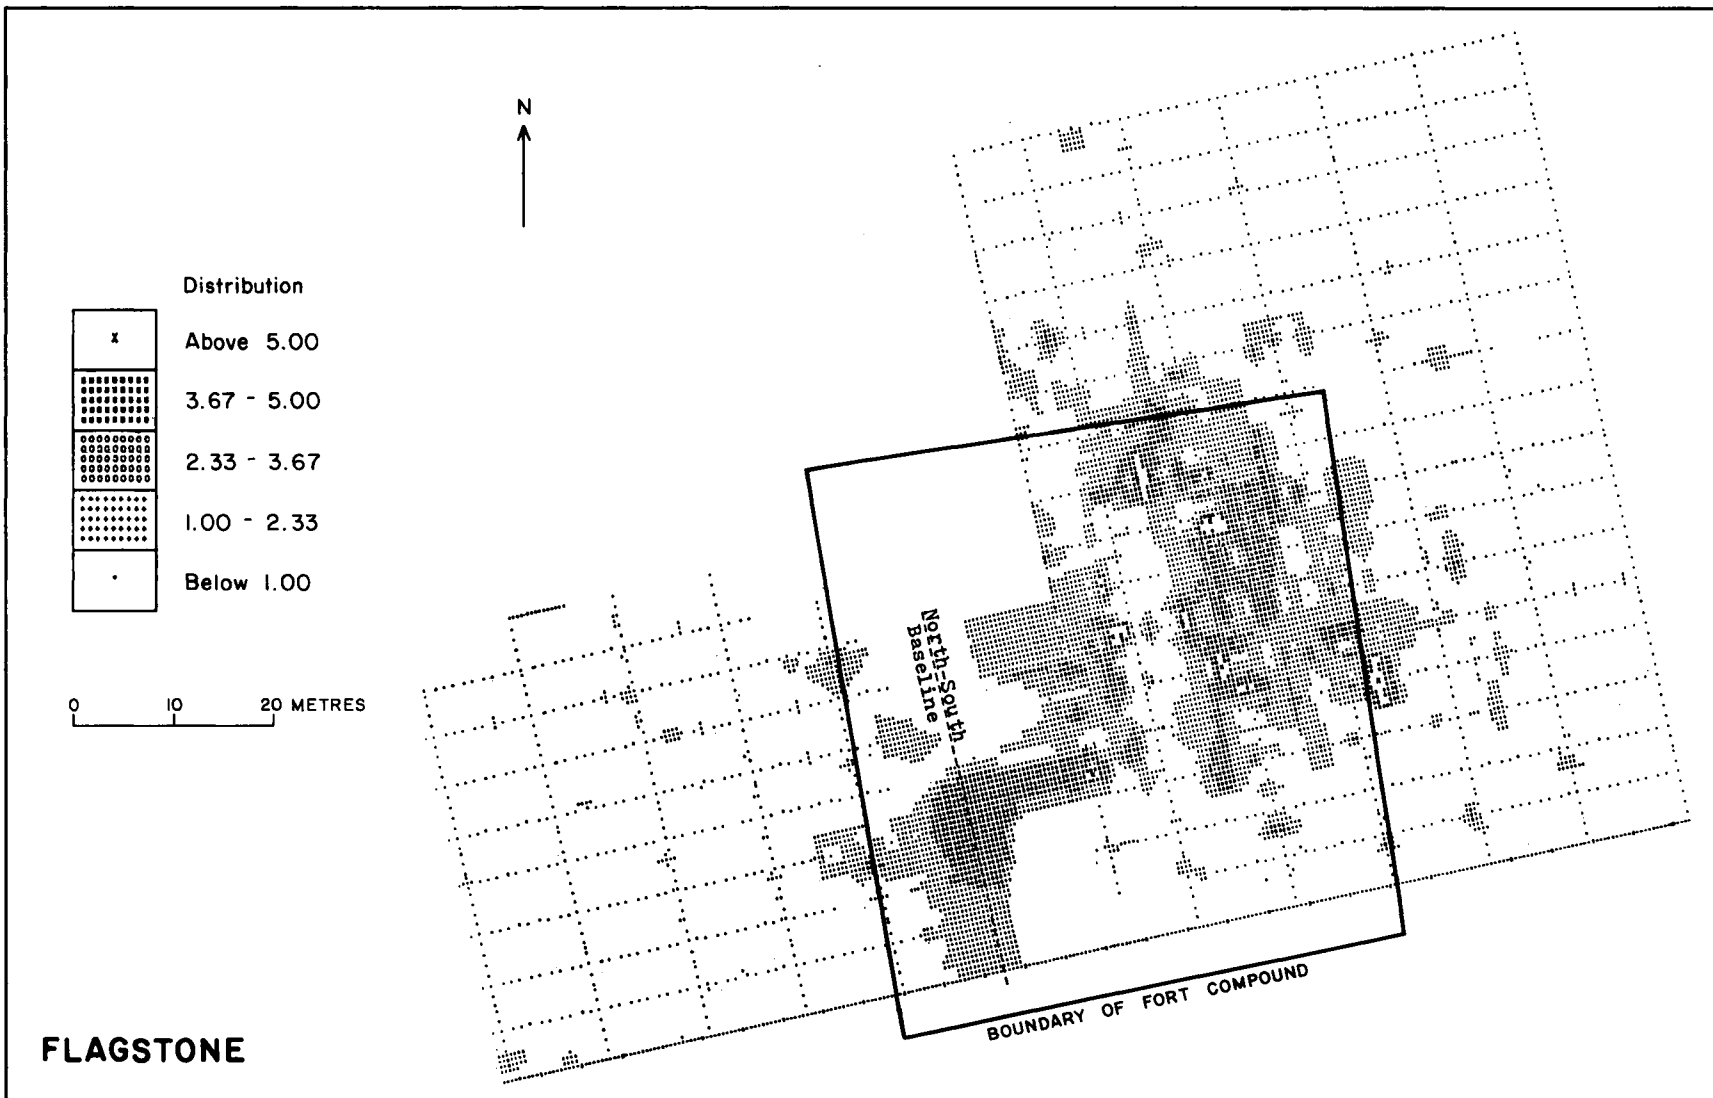 N
Distribution
x
Above 5.00
3.67 - 5.00
2.33 - 3.67
1.00 - 2.33
Below 1.00
0 10 20 METRES
North-South
Baseline
BOUNDARY OF FORT COMPOUND
FLAGSTONE